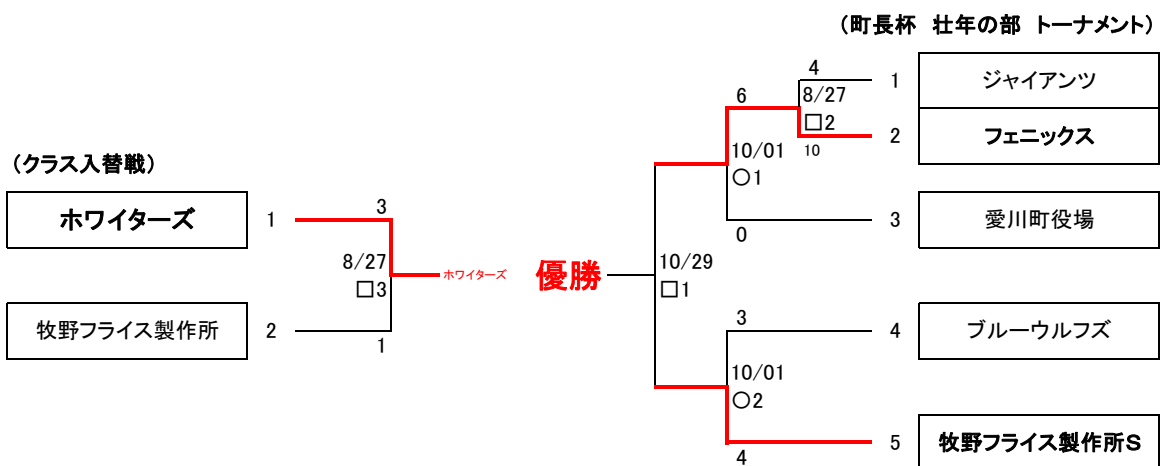 （町長杯 壮年の部 トーナメント）
4
1
ジャイアンツ
6
8/27
□2
2
フェニックス
10/01
10
○1
（クラス入替戦）
ホワイターズ
1
3
3
愛川町役場
0
8/27
□3
ホワイターズ
優勝
10/29
□1
牧野フライス製作所
2
1
3
4
ブルーウルフズ
10/01
○2
5
牧野フライス製作所S
4